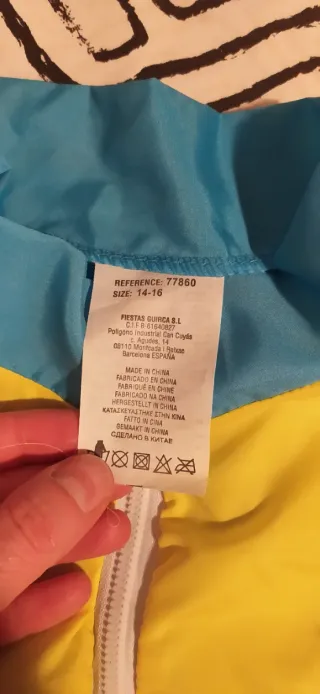 REFERENCE: 77860
SIZE: 14-16
FIESTAS GUIRCA S.L
C.I.F B-61640827
Polígono Industrial Can Cuyás
c. Agudes, 14
08110 Montcada i Reixac
Barcelona ESPAÑA
MADE IN CHINA
FABRICADO EN CHINA
FABRIQUÉ EN CHINE
FABRICADO NA CHINA
HERGESTELLT IN CHINA
ΚΑΤΑΣΚΕΥΑΣΤΗΚΕ ΣΤΗΝ ΚΙΝΑ
FATTO IN CINA
GEMAAKT IN CHINA
СДЕЛАНО В КИТАЕ